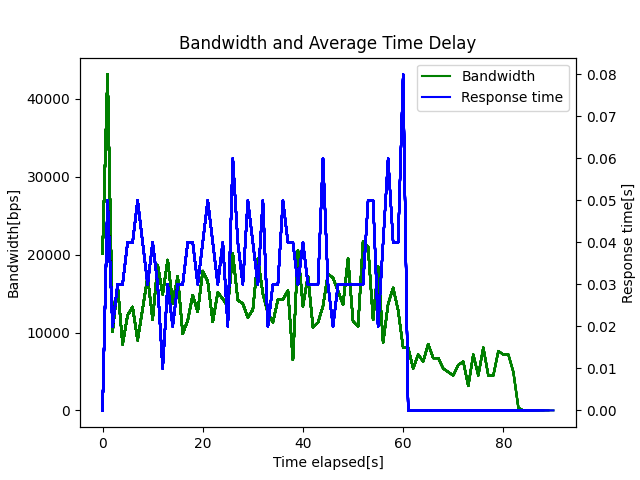 Bandwidth and Average Time Delay
Bandwidth
Response time
40000
30000
20000
10000
0
Bandwidth[bps]
0.08
0.07
0.06
0.05
0.04
0.03
0.02
0.01
0.00
Response time[s]
0 20 40 60 80
Time elapsed[s]